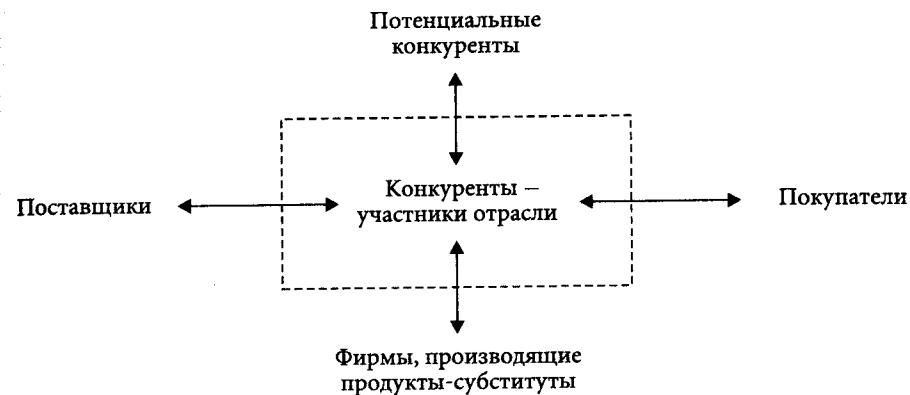 Потенциальные
конкуренты
Поставщики
Конкуренты –
участники отрасли
Покупатели
Фирмы, производящие
продукты-субституты